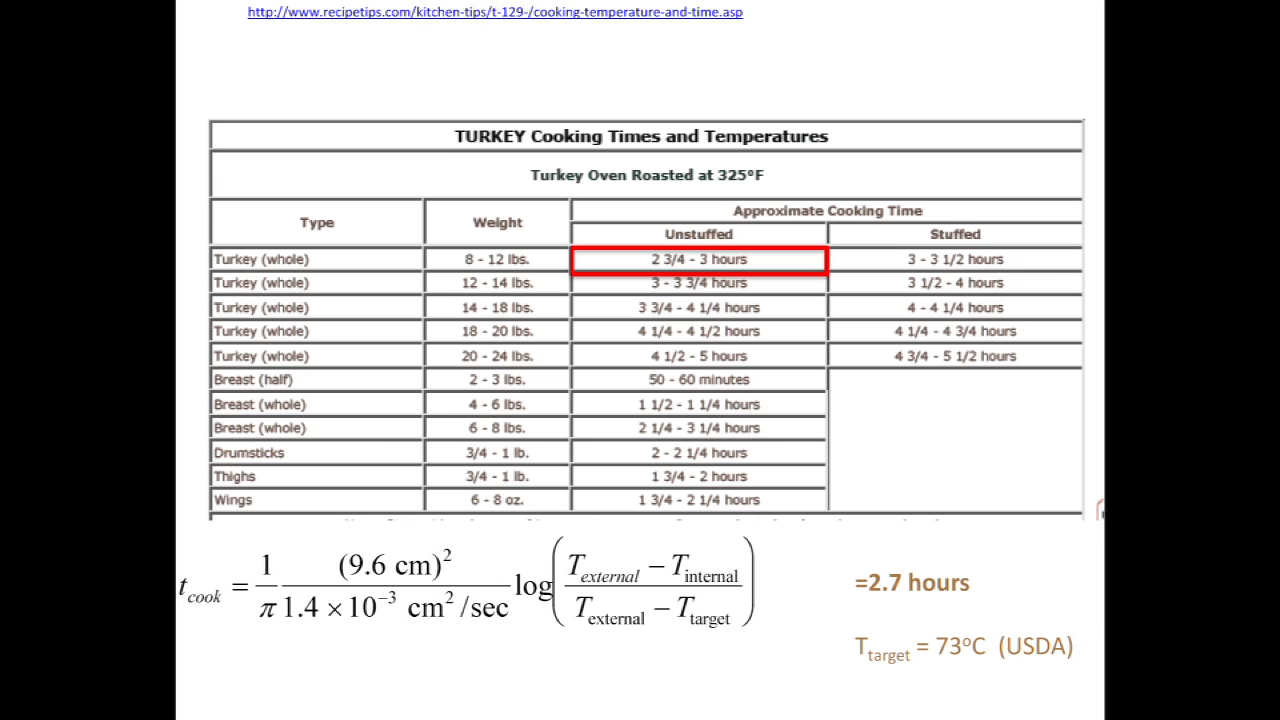 http://www.recipetips.com/kitchen-tips/t-129-/cooking-temperature-and-time.asp
TURKEY Cooking Times and Temperatures
Turkey Oven Roasted at 325°F
Type Weight Approximate Cooking Time
Unstuffed Stuffed
Turkey (whole) 8 - 12 lbs. 2 3/4 - 3 hours 3 - 3 1/2 hours
Turkey (whole) 12 - 14 lbs. 3 - 3 3/4 hours 3 1/2 - 4 hours
Turkey (whole) 14 - 18 lbs. 3 3/4 - 4 1/4 hours 4 - 4 1/4 hours
Turkey (whole) 18 - 20 lbs. 4 1/4 - 4 1/2 hours 4 1/4 - 4 3/4 hours
Turkey (whole) 20 - 24 lbs. 4 1/2 - 5 hours 4 3/4 - 5 1/2 hours
Breast (half) 2 - 3 lbs. 50 - 60 minutes
Breast (whole) 4 - 6 lbs. 1 1/2 - 1 1/4 hours
Breast (whole) 6 - 8 lbs. 2 1/4 - 3 1/4 hours
Drumsticks 3/4 - 1 lb. 2 - 2 1/4 hours
Thighs 3/4 - 1 lb. 1 3/4 - 2 hours
Wings 6 - 8 oz. 1 3/4 - 2 1/4 hours
t_cook = 1/π (9.6 cm)²/1.4 × 10⁻³ cm²/sec log(T_external − T_internal / T_external − T_target) =2.7 hours
T_target = 73°C (USDA)